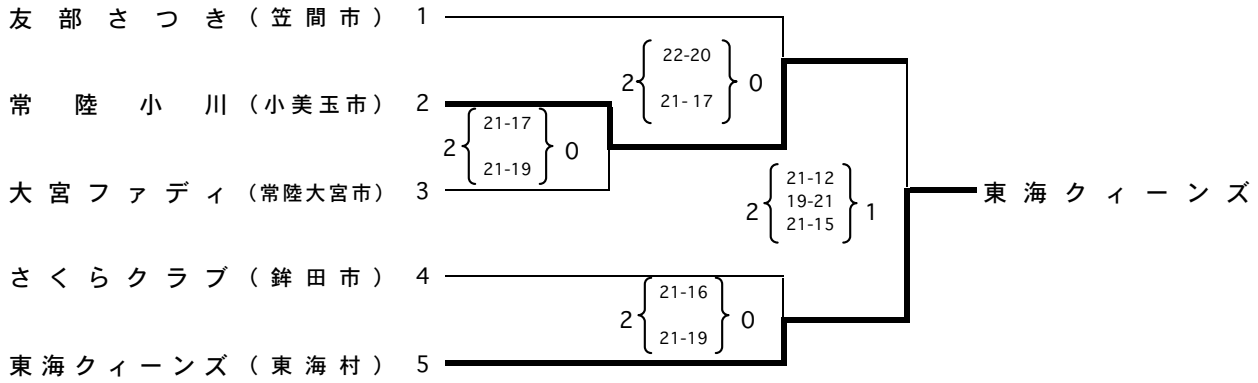 友部さつき（笠間市） 1
22-20
2 0
21-17
常陸小川（小美玉市） 2
21-17
2 0
21-19
大宮ファディ（常陸大宮市） 3
21-12
2 19-21 1
21-15
東海クィーンズ
さくらクラブ（鉾田市） 4
21-16
2 0
21-19
東海クィーンズ（東海村） 5